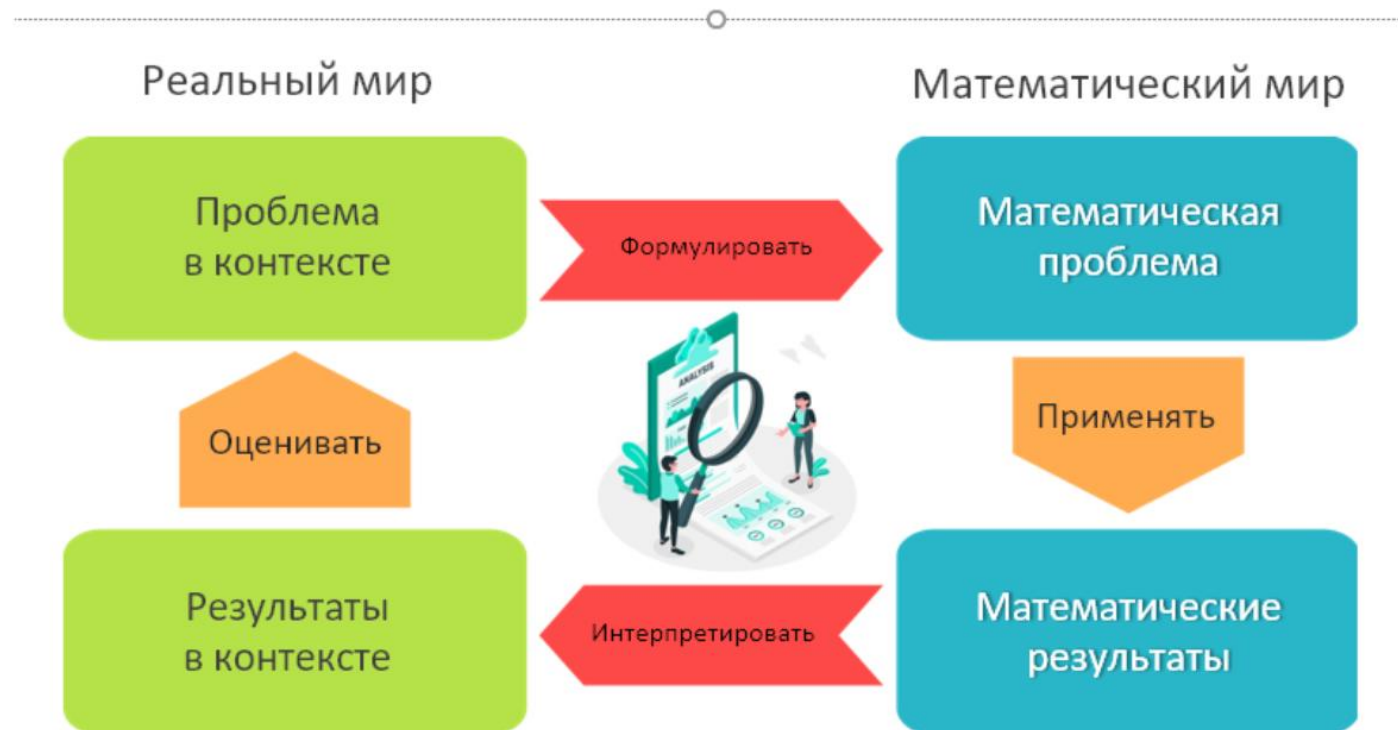 Реальный мир
Математический мир
Проблема
в контексте
Формулировать
Математическая
проблема
ANALYSIS
Оценивать
Применять
Результаты
в контексте
Интерпретировать
Математические
результаты